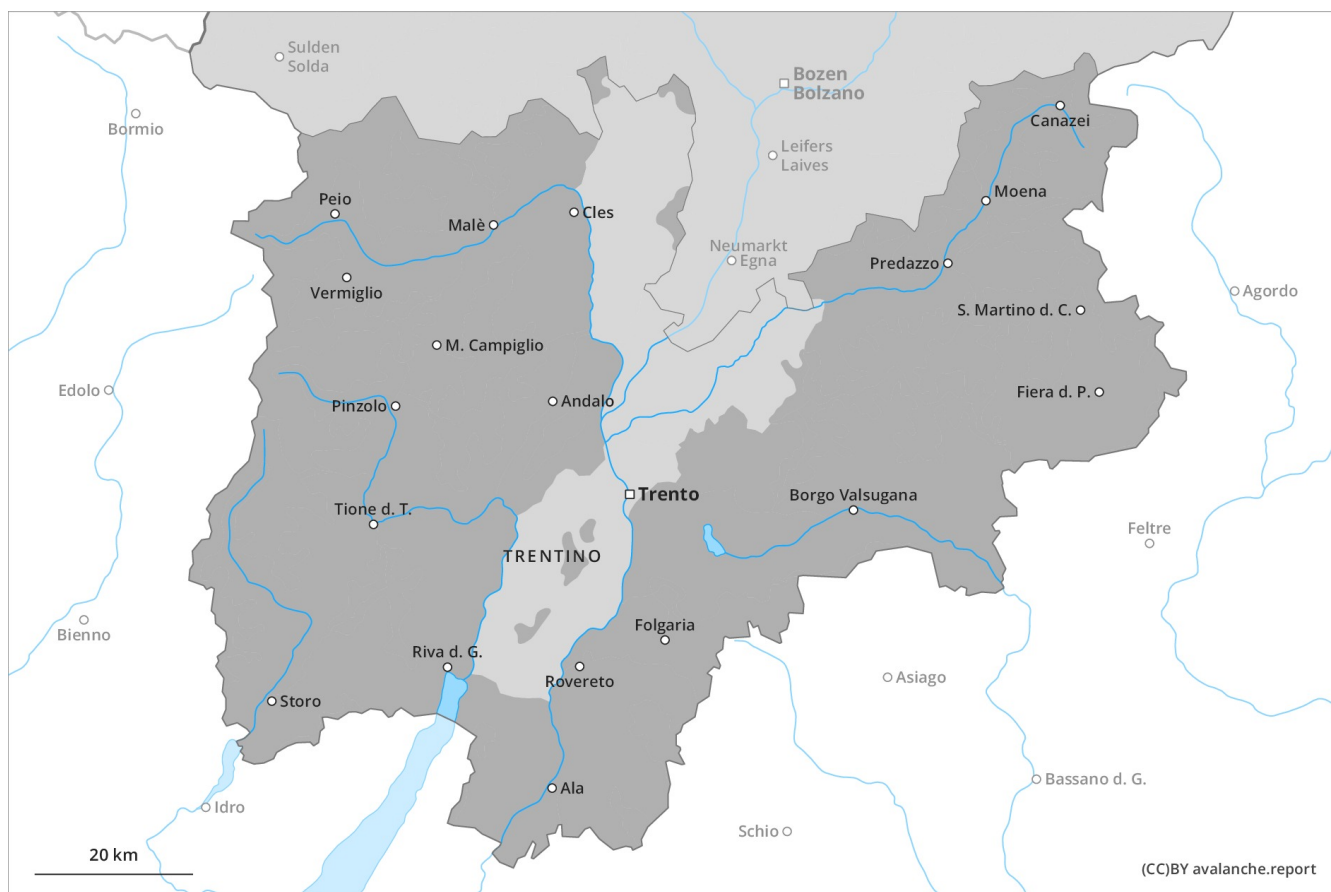 Sulden
Solda
Bozen
Bolzano
Bormio
Canazei
Leifers
Laives
Peio
Malè
Cles
Moena
Neumarkt
Egna
Predazzo
Vermiglio
Agordo
S. Martino d. C.
M. Campiglio
Edolo
Pinzolo
Andalo
Fiera d. P.
Trento
Borgo Valsugana
Tione d. T.
Feltre
TRENTINO
Bienno
Folgaria
Riva d. G.
Rovereto
Asiago
Storo
Bassano d. G.
Ala
Idro
Schio
20 km
(CC)BY avalanche.report